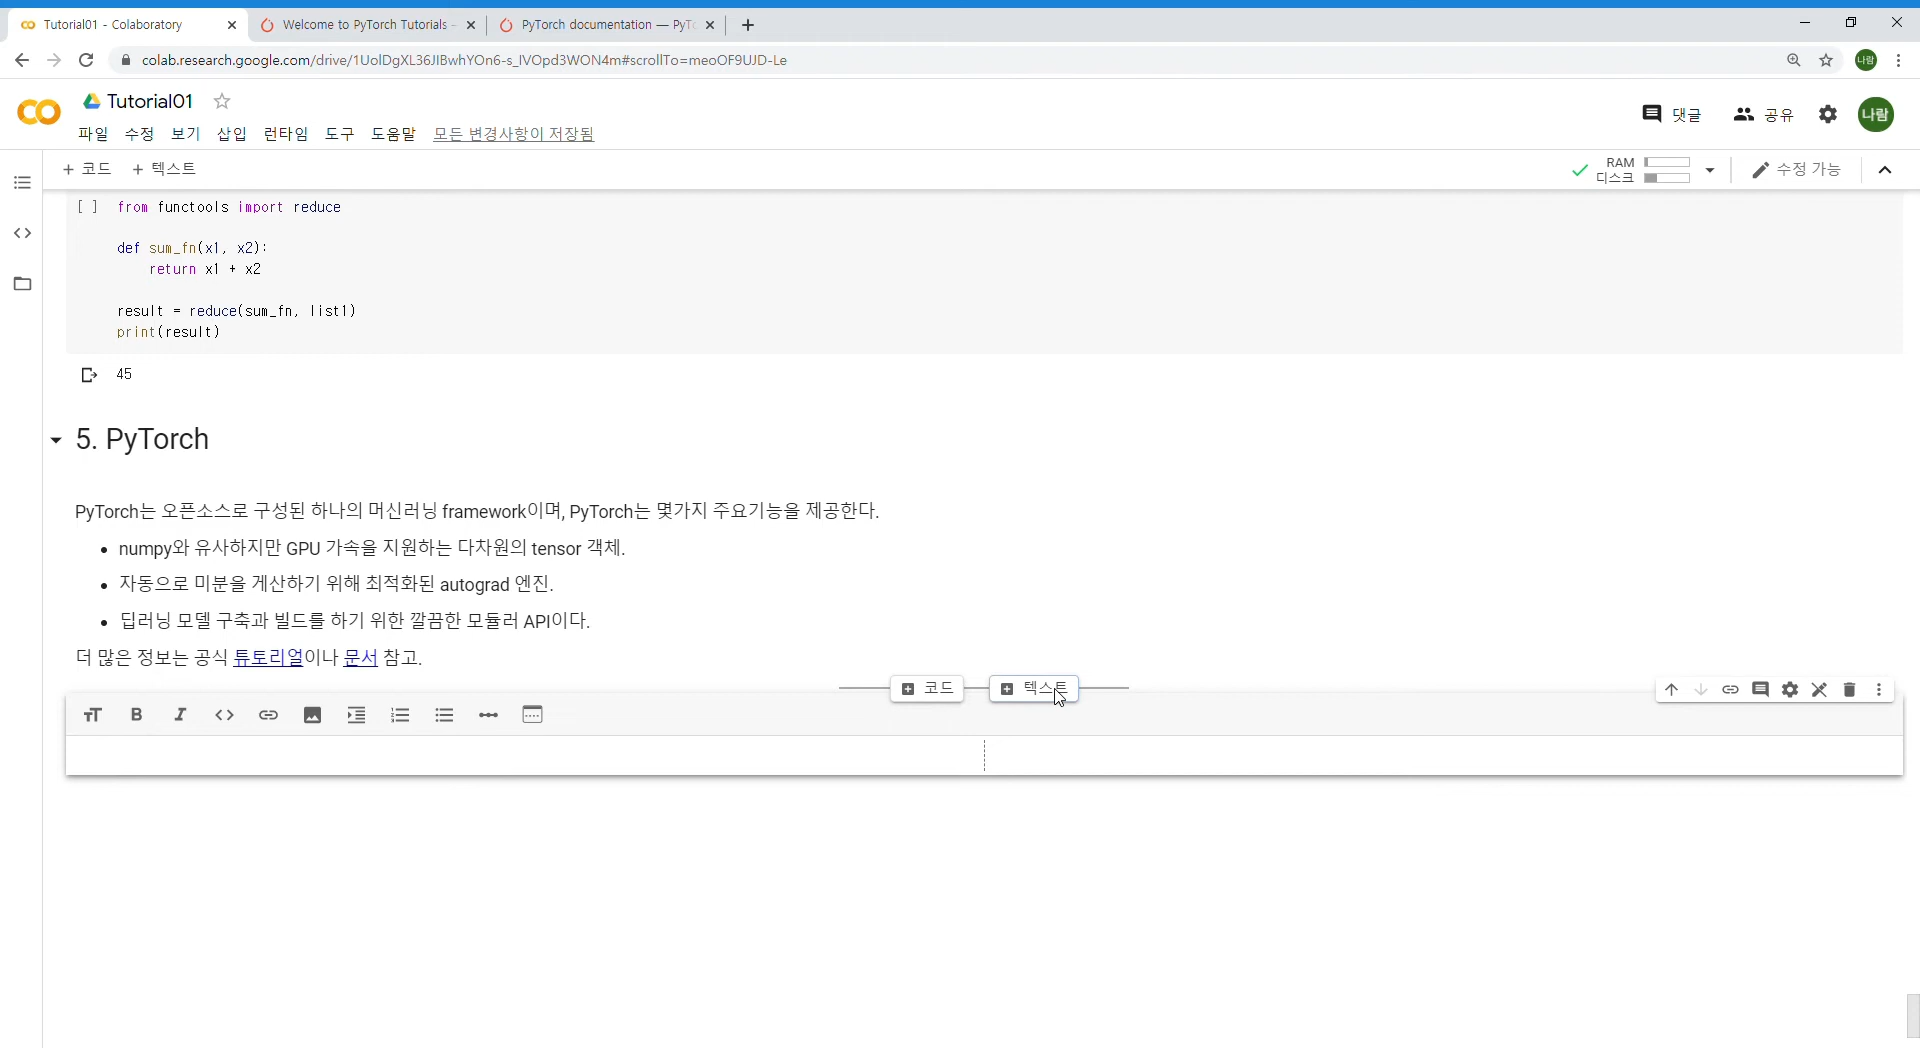 Tutorial01 - Colaboratory
Welcome to PyTorch Tutorials -
PyTorch documentation — PyTo
colab.research.google.com/drive/1UolDgXL36JIBwhYOn6-s_IVOpd3WON4m#scrollTo=meoOF9UJD-Le
나람
Tutorial01
댓글
공유
나람
파일 수정 보기 삽입 런타임 도구 도움말 모든 변경사항이 저장됨
+ 코드 + 텍스트
RAM
디스크
수정 가능
[ ] from functools import reduce
def sum_fn(x1, x2):
return x1 + x2
result = reduce(sum_fn, list1)
print(result)
45
5. PyTorch
PyTorch는 오픈소스로 구성된 하나의 머신러닝 framework이며, PyTorch는 몇가지 주요기능을 제공한다.
• numpy와 유사하지만 GPU 가속을 지원하는 다차원의 tensor 객체.
• 자동으로 미분을 게산하기 위해 최적화된 autograd 엔진.
• 딥러닝 모델 구축과 빌드를 하기 위한 깔끔한 모듈러 API이다.
더 많은 정보는 공식 튜토리얼이나 문서 참고.
코드
텍스트